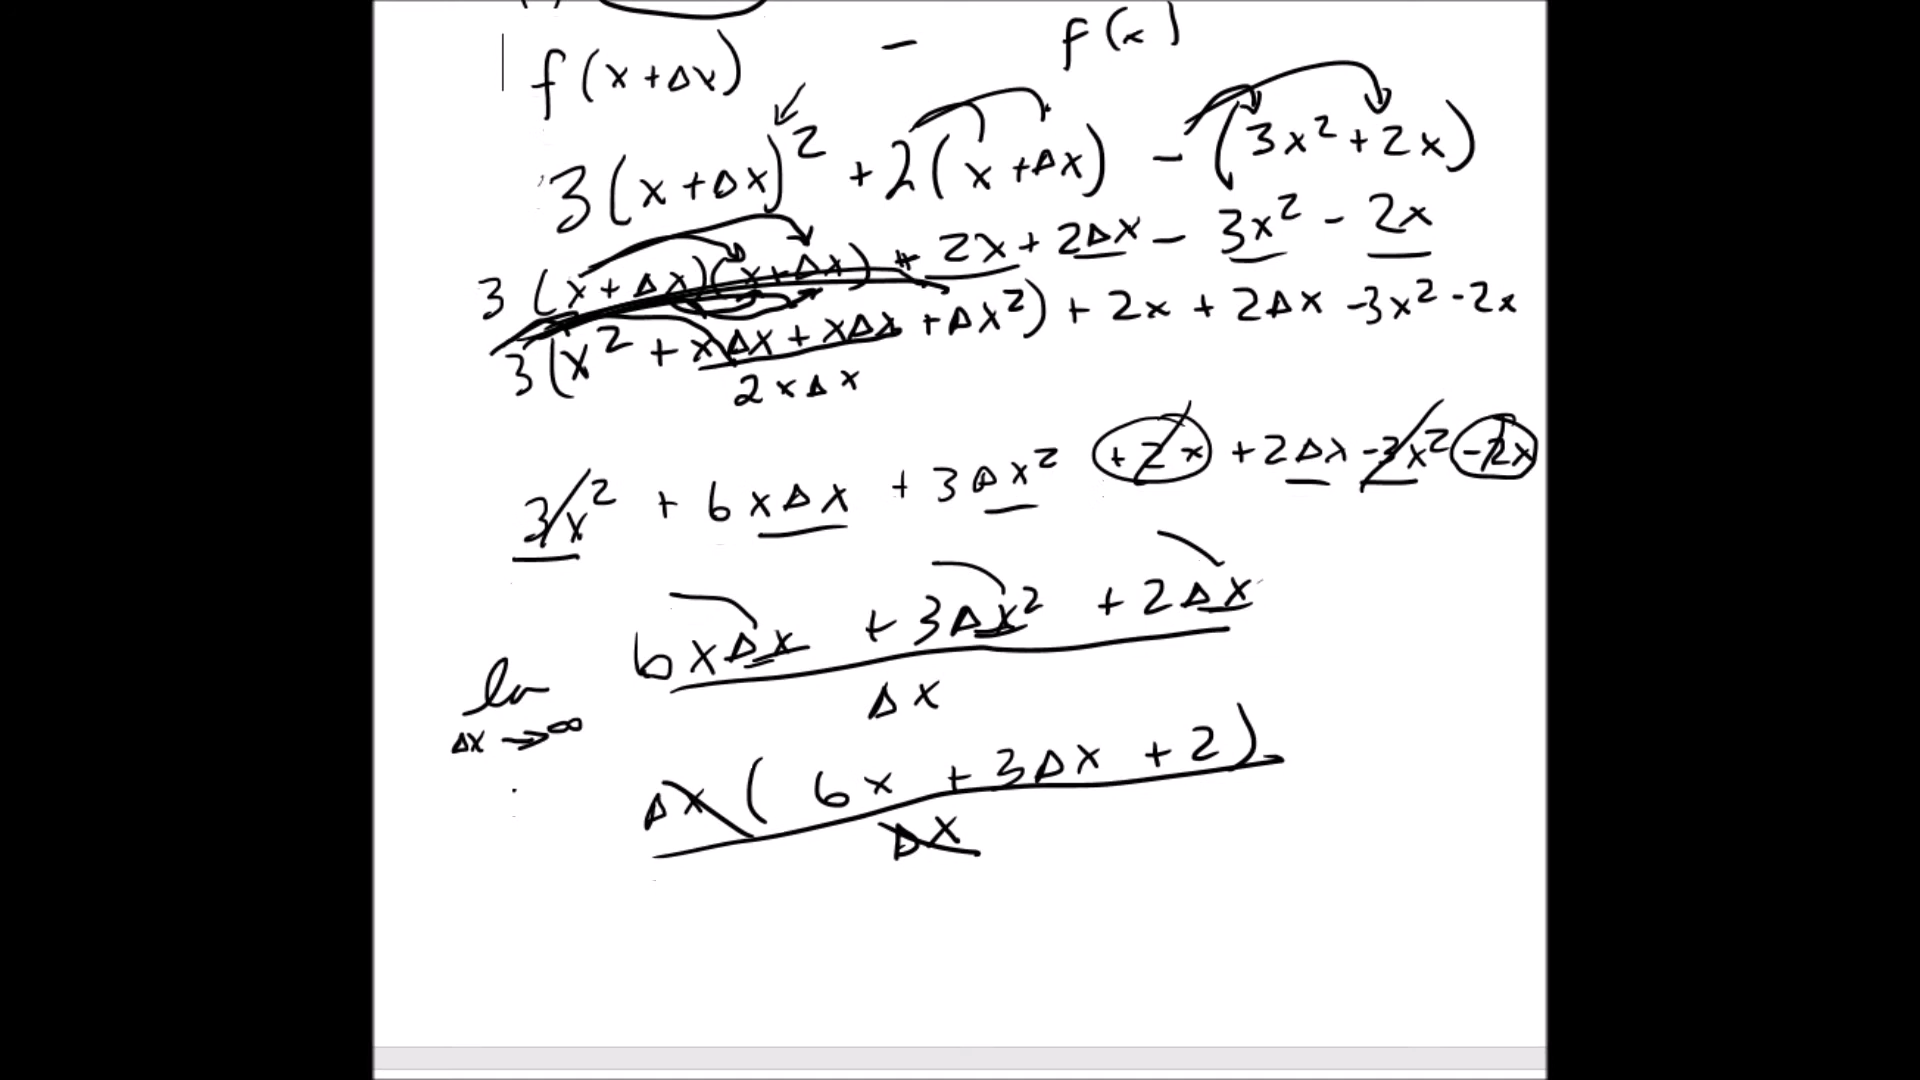 f(x+Δx) - f(x)
3(x+Δx)² +2(x+Δx) -(3x²+2x)
3(x+Δx)(x+Δx) + 2x + 2Δx - 3x² - 2x
3(x² + xΔx + xΔx + Δx²) + 2x + 2Δx -3x² -2x
2xΔx
3x² + 6xΔx + 3Δx² +2x +2Δx -3x² -2x
6xΔx + 3Δx² + 2Δx
Δx
Δx → ∞
Δx( 6x + 3Δx + 2)
Δx